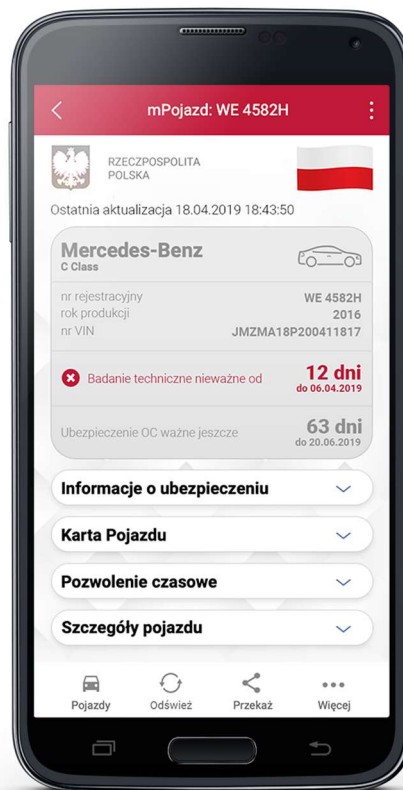 mPojazd: WE 4582H
RZECZPOSPOLITA
POLSKA
Ostatnia aktualizacja 18.04.2019 18:43:50
Mercedes-Benz
C Class
nr rejestracyjny WE 4582H
rok produkcji 2016
nr VIN JMZMA18P200411817
Badanie techniczne nieważne od 12 dni
do 06.04.2019
Ubezpieczenie OC ważne jeszcze 63 dni
do 20.06.2019
Informacje o ubezpieczeniu
Karta Pojazdu
Pozwolenie czasowe
Szczegóły pojazdu
Pojazdy Odśwież Przekaż Więcej